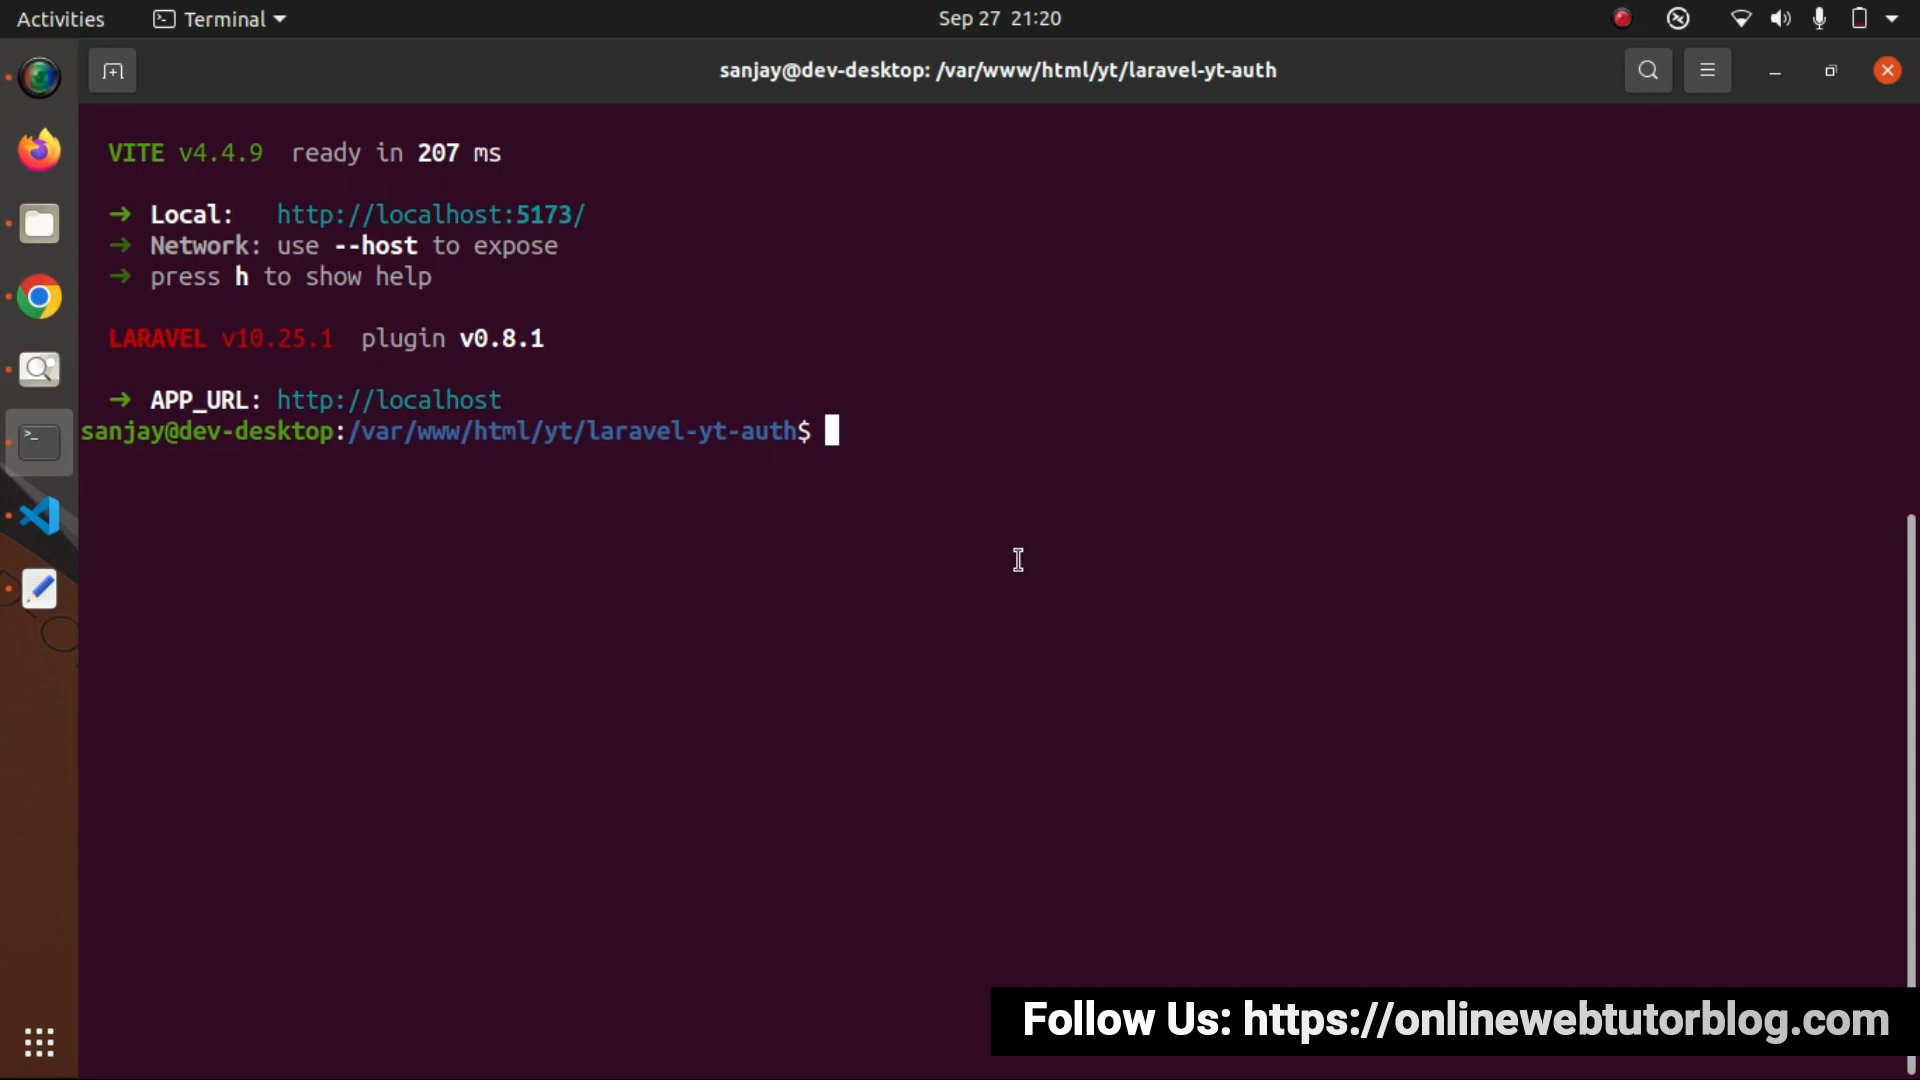 Activities Terminal Sep 27 21:20
sanjay@dev-desktop: /var/www/html/yt/laravel-yt-auth
VITE v4.4.9 ready in 207 ms
➜ Local: http://localhost:5173/
➜ Network: use --host to expose
➜ press h to show help
LARAVEL v10.25.1 plugin v0.8.1
➜ APP_URL: http://localhost
sanjay@dev-desktop:/var/www/html/yt/laravel-yt-auth$
Follow Us: https://onlinewebtutorblog.com